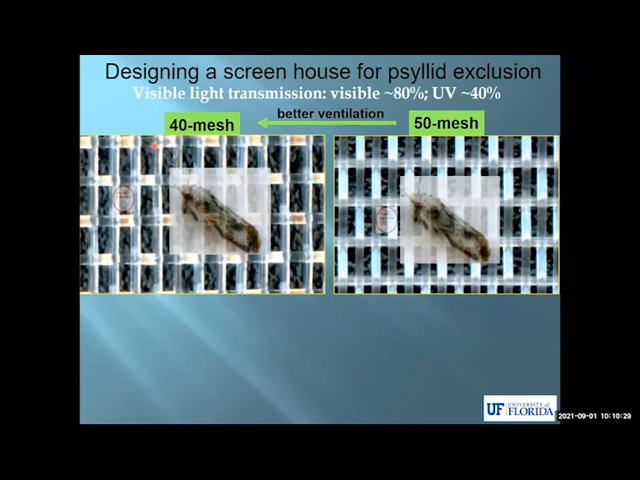 Designing a screen house for psyllid exclusion
Visible light transmission: visible ~80%; UV ~40%
better ventilation
40-mesh
50-mesh
UF UNIVERSITY of FLORIDA
2021-09-01 10:10:29